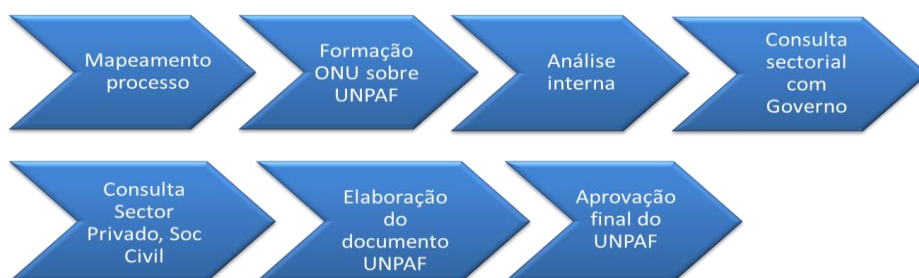 Mapeamento
processo
Formação
ONU sobre
UNPAF
Análise
interna
Consulta
sectorial
com
Governo
Consulta
Sector
Privado, Soc
Civil
Elaboração
do
documento
UNPAF
Aprovação
final do
UNPAF